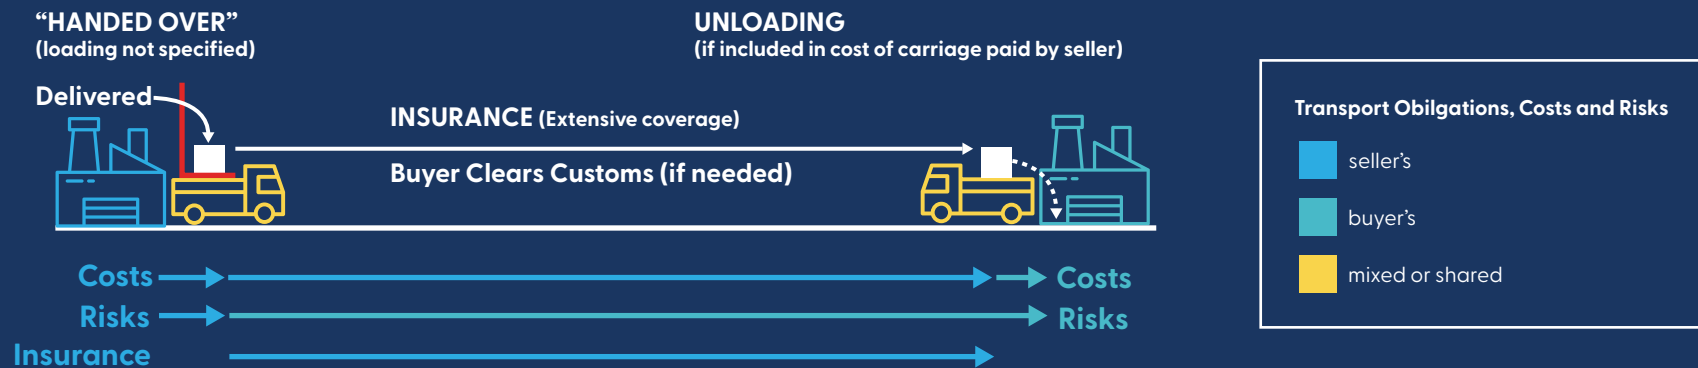 “HANDED OVER”
(loading not specified)
UNLOADING
(if included in cost of carriage paid by seller)
Delivered
INSURANCE (Extensive coverage)
Buyer Clears Customs (if needed)
Transport Obilgations, Costs and Risks
seller's
buyer's
mixed or shared
Costs
Costs
Risks
Risks
Insurance